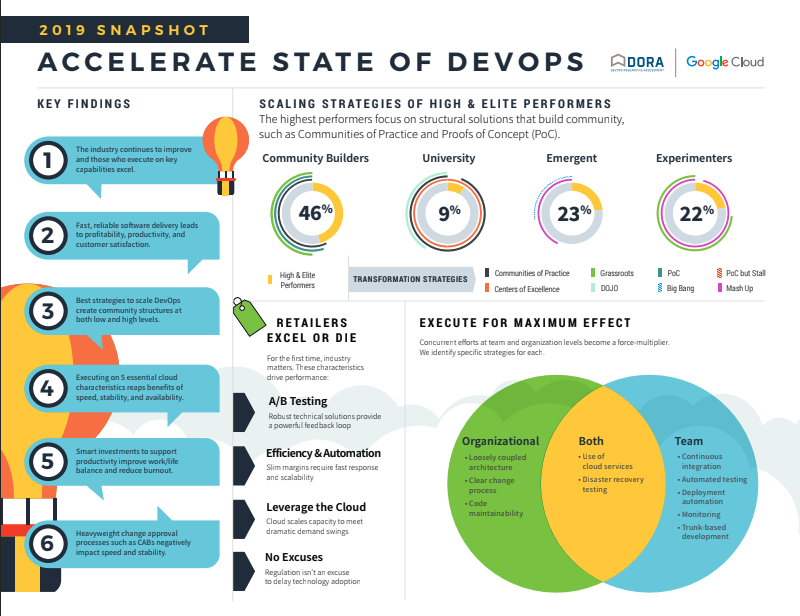 2019 SNAPSHOT
ACCELERATE STATE OF DEVOPS
DORA
DEVOPS RESEARCH & ASSESSMENT
Google Cloud
KEY FINDINGS
1
The industry continues to improve
and those who execute on key
capabilities excel.
2
Fast, reliable software delivery leads
to profitability, productivity, and
customer satisfaction.
3
Best strategies to scale DevOps
create community structures at
both low and high levels.
4
Executing on 5 essential cloud
characteristics reaps benefits of
speed, stability, and availability.
5
Smart investments to support
productivity improve work/life
balance and reduce burnout.
6
Heavyweight change approval
processes such as CABs negatively
impact speed and stability.
SCALING STRATEGIES OF HIGH & ELITE PERFORMERS
The highest performers focus on structural solutions that build community,
such as Communities of Practice and Proofs of Concept (PoC).
Community Builders
46%
University
9%
Emergent
23%
Experimenters
22%
High & Elite
Performers
TRANSFORMATION STRATEGIES
Communities of Practice
Centers of Excellence
Grassroots
DOJO
PoC
Big Bang
PoC but Stall
Mash Up
RETAILERS
EXCEL OR DIE
For the first time, industry
matters. These characteristics
drive performance:
A/B Testing
Robust technical solutions provide
a powerful feedback loop
Efficiency & Automation
Slim margins require fast response
and scalability
Leverage the Cloud
Cloud scales capacity to meet
dramatic demand swings
No Excuses
Regulation isn't an excuse
to delay technology adoption
EXECUTE FOR MAXIMUM EFFECT
Concurrent efforts at team and organization levels become a force-multiplier.
We identify specific strategies for each.
Organizational
• Loosely coupled
architecture
• Clear change
process
• Code
maintainability
Both
• Use of
cloud services
• Disaster recovery
testing
Team
• Continuous
integration
• Automated testing
• Deployment
automation
• Monitoring
• Trunk-based
development